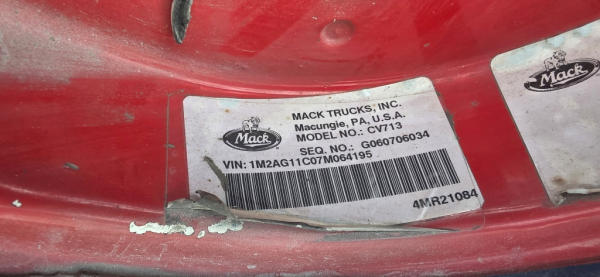 Mack
MACK TRUCKS, INC.
Macungie, PA, U.S.A.
MODEL NO.: CV713
SEQ. NO.: G060706034
VIN: 1M2AG11C07M064195
4MR21084
Mack